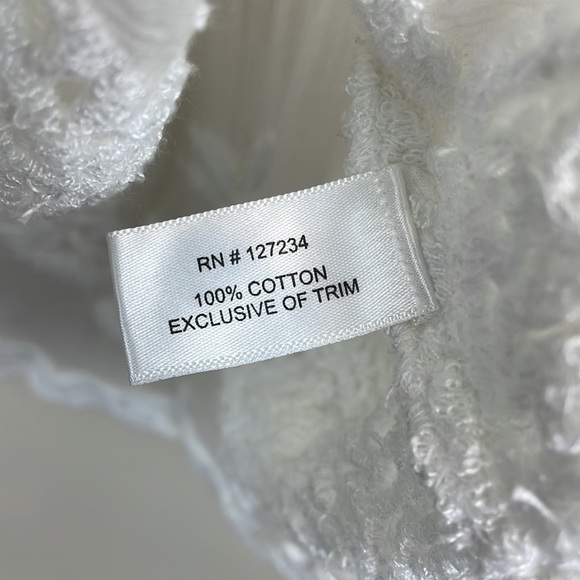 RN # 127234
100% COTTON
EXCLUSIVE OF TRIM